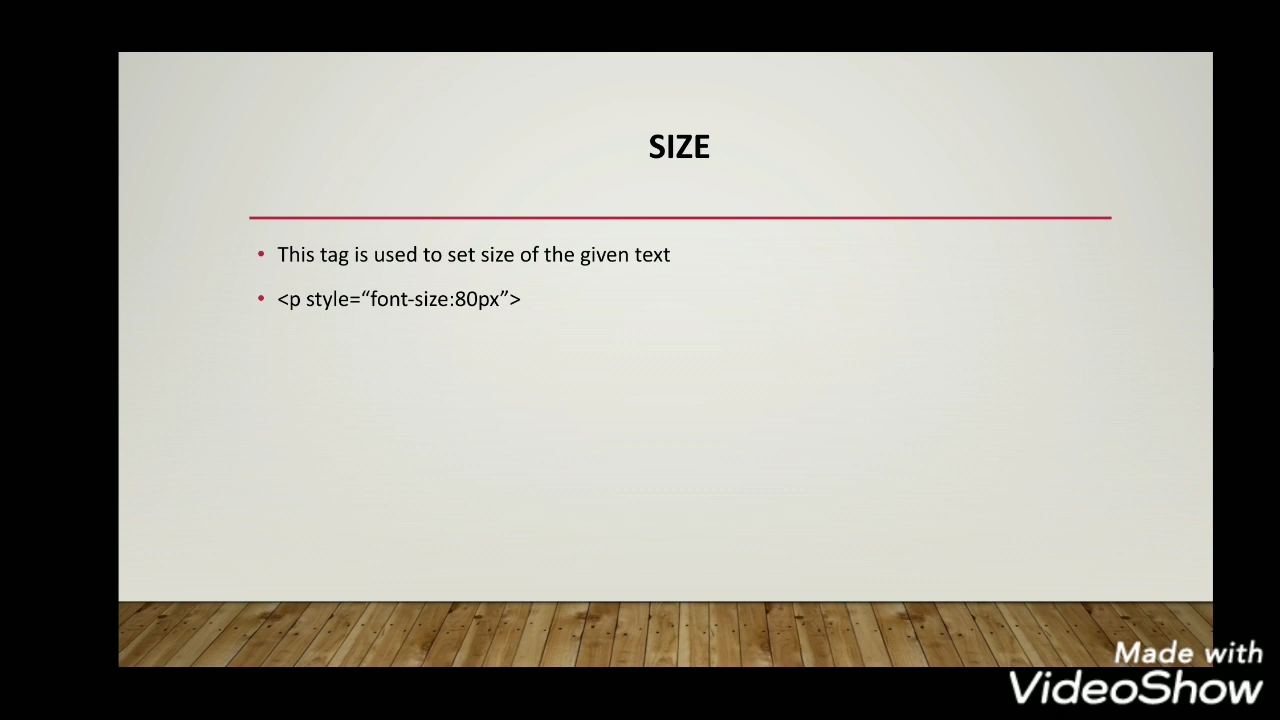 SIZE
• This tag is used to set size of the given text
• <p style=“font-size:80px”>
Made with
VideoShow